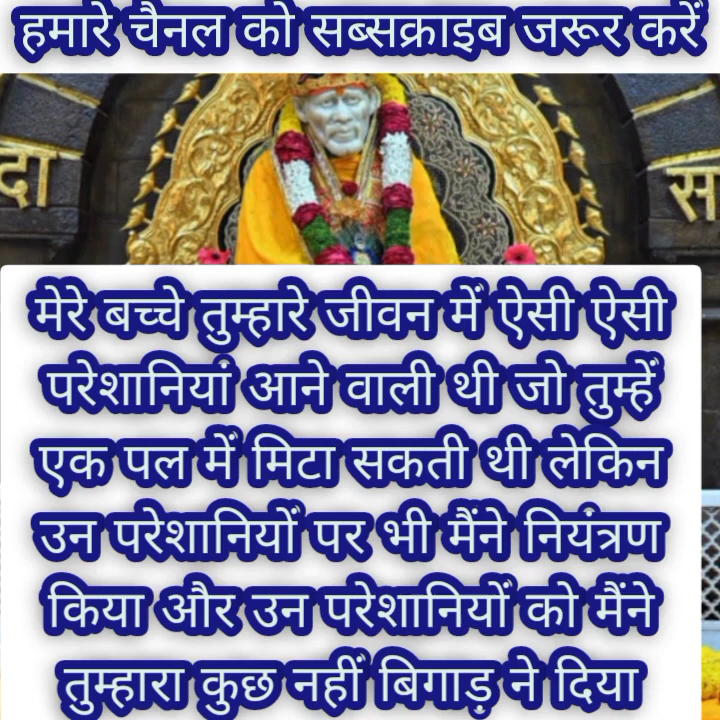 हमारे चैनल को सब्सक्राइब जरूर करें
दा
स
मेरे बच्चे तुम्हारे जीवन में ऐसी ऐसी
परेशानियां आने वाली थी जो तुम्हें
एक पल में मिटा सकती थी लेकिन
उन परेशानियों पर भी मैंने नियंत्रण
किया और उन परेशानियों को मैंने
तुम्हारा कुछ नहीं बिगाड़ ने दिया